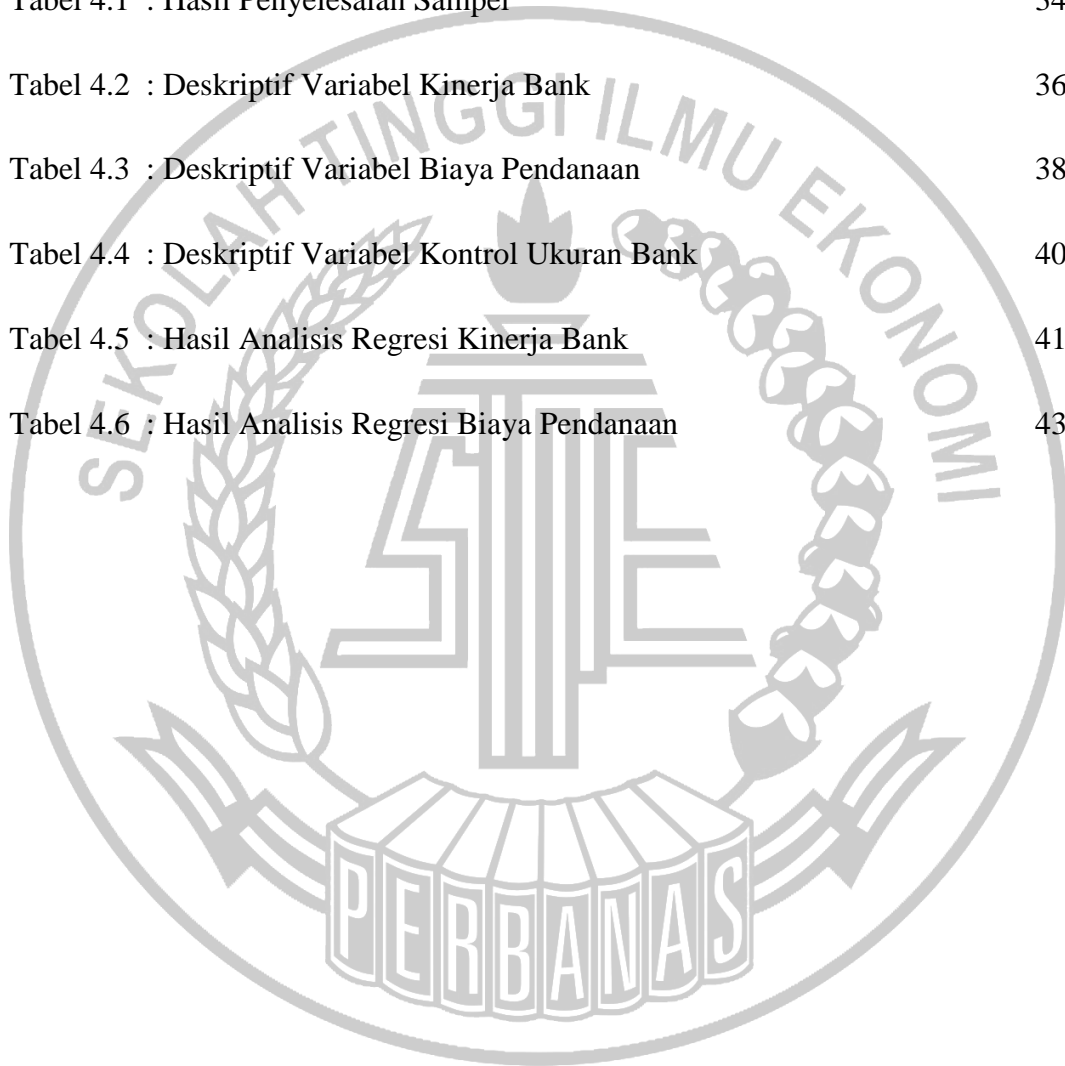 Tabel 4.1 : Hasil Penyelesaian Sampel 34
Tabel 4.2 : Deskriptif Variabel Kinerja Bank 36
Tabel 4.3 : Deskriptif Variabel Biaya Pendanaan 38
Tabel 4.4 : Deskriptif Variabel Kontrol Ukuran Bank 40
Tabel 4.5 : Hasil Analisis Regresi Kinerja Bank 41
Tabel 4.6 : Hasil Analisis Regresi Biaya Pendanaan 43
SEKOLAH TINGGI ILMU EKONOMI
STIE
PERBANAS